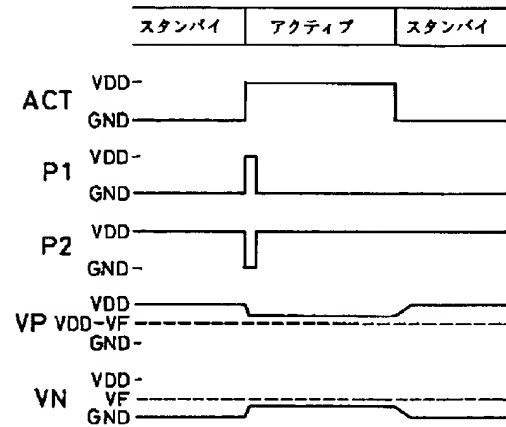 スタンバイ アクティブ スタンバイ
ACT VDD
GND
P1 VDD
GND
P2 VDD
GND
VP VDD
VDD-VF
GND
VN VDD
VF
GND